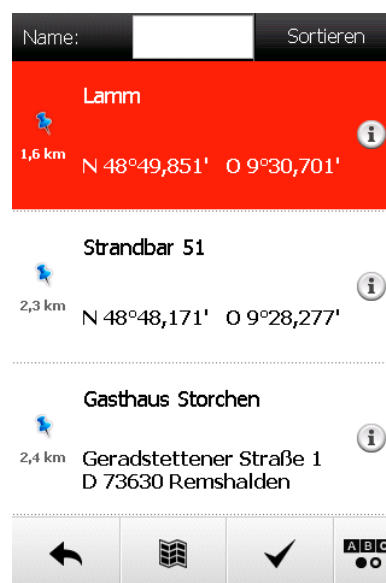 Name:
Sortieren
Lamm
1,6 km
N 48°49,851' O 9°30,701'
Strandbar 51
2,3 km
N 48°48,171' O 9°28,277'
Gasthaus Storchen
2,4 km
Geradstettener Straße 1
D 73630 Remshalden
ABC